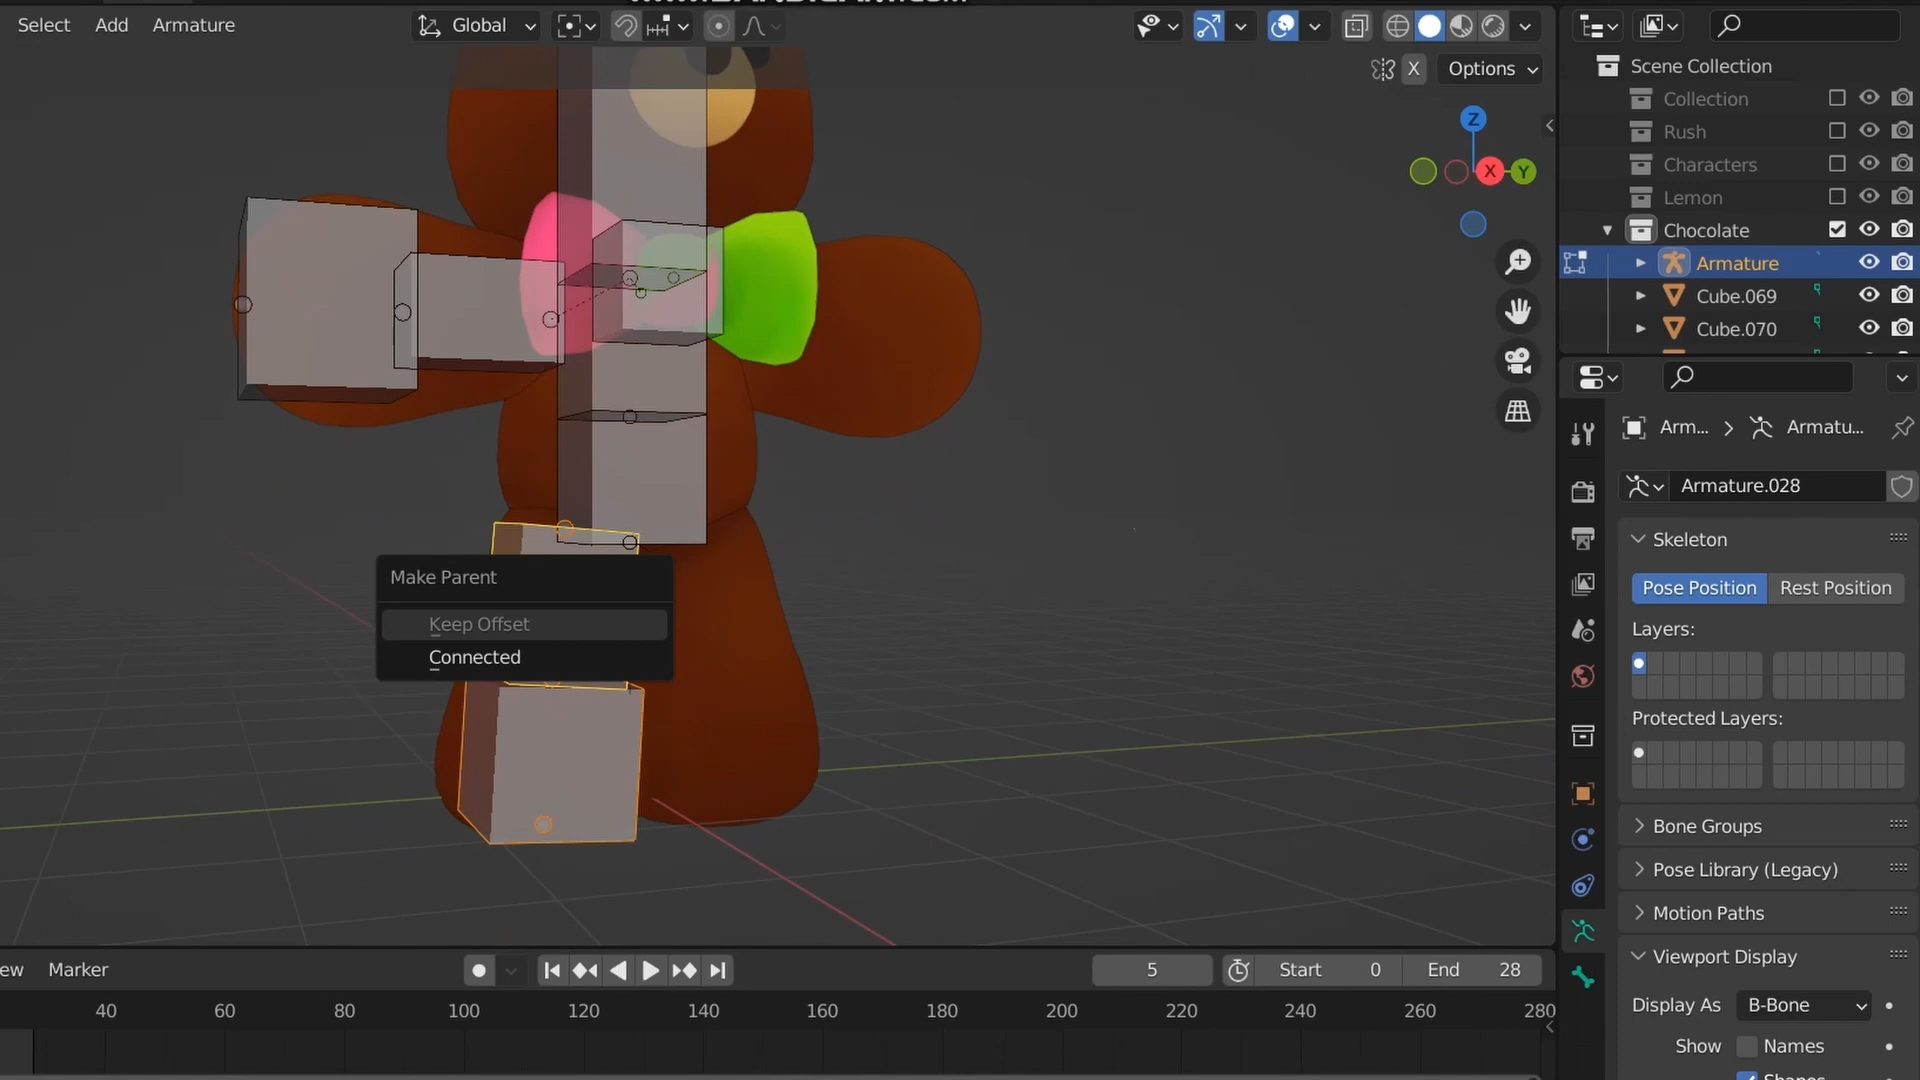 Select Add Armature Global
X Options
Z
X Y
Scene Collection
Collection
Rush
Characters
Lemon
Chocolate
Armature
Cube.069
Cube.070
Arm... Armatu...
Armature.028
Skeleton
Pose Position Rest Position
Layers:
Protected Layers:
Bone Groups
Pose Library (Legacy)
Motion Paths
Viewport Display
Display As B-Bone
Show Names
Make Parent
Keep Offset
Connected
ew Marker 5 Start 0 End 28
40 60 80 100 120 140 160 180 200 220 240 260 280